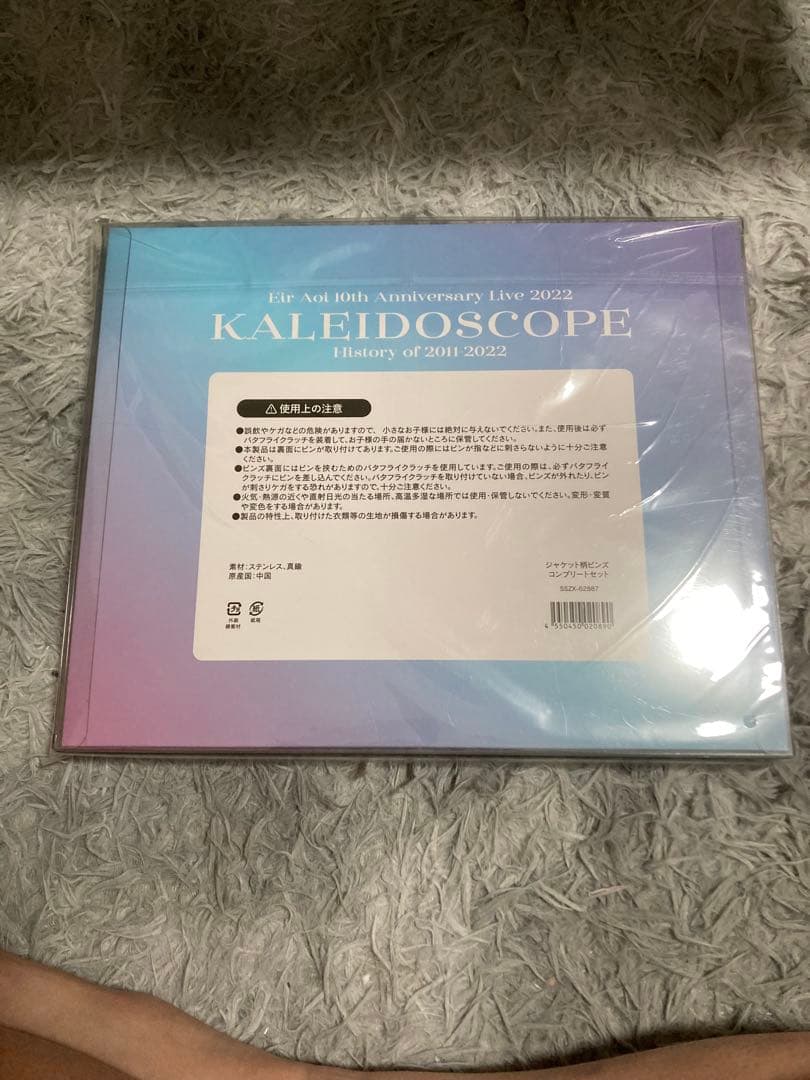 Eir Aoi 10th Anniversary Live 2022
KALEIDOSCOPE
History of 2011-2022
⚠使用上の注意
●誤飲やケガなどの危険がありますので、小さなお子様には絶対に与えないでください。また、使用後は必ず
バタフライクラッチを装着して、お子様の手の届かないところに保管してください。
●本製品は裏面にピンが取り付けてあります。ご使用の際にはピンが指などに刺さらないように十分ご注意
ください。
●ピンズ裏面にはピンを挟むためのバタフライクラッチを使用しています。ご使用の際は、必ずバタフライ
クラッチにピンを差し込んでください。バタフライクラッチを取り付けていない場合、ピンズが外れたり、ピン
が刺さりケガをする恐れがありますので、十分ご注意ください。
●火気・熱源の近くや直射日光の当たる場所、高温多湿な場所では使用・保管しないでください。変形・変質
や変色をする場合があります。
●製品の特性上、取り付けた衣類等の生地が損傷する場合があります。
素材：ステンレス、真鍮
原産国：中国
ジャケット柄ピンズ
コンプリートセット
SSZX-62887
プラ
紙
外装
緩衝材
紙箱
4 550450 020890